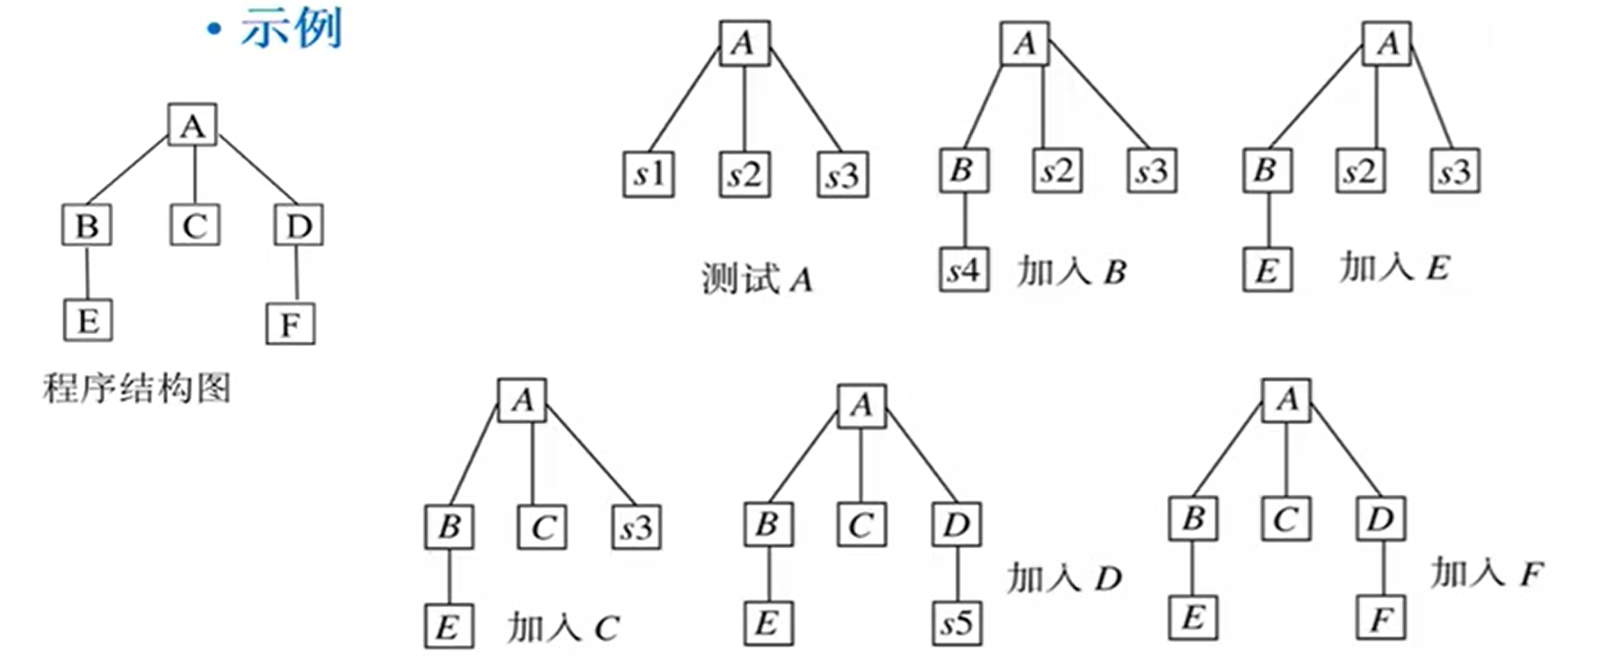 • 示例
A
B C D
E F
程序结构图
A
s1 s2 s3
测试 A
A
B s2 s3
s4 加入 B
A
B s2 s3
E 加入 E
A
B C s3
E 加入 C
A
B C D
E s5
加入 D
A
B C D
E F
加入 F